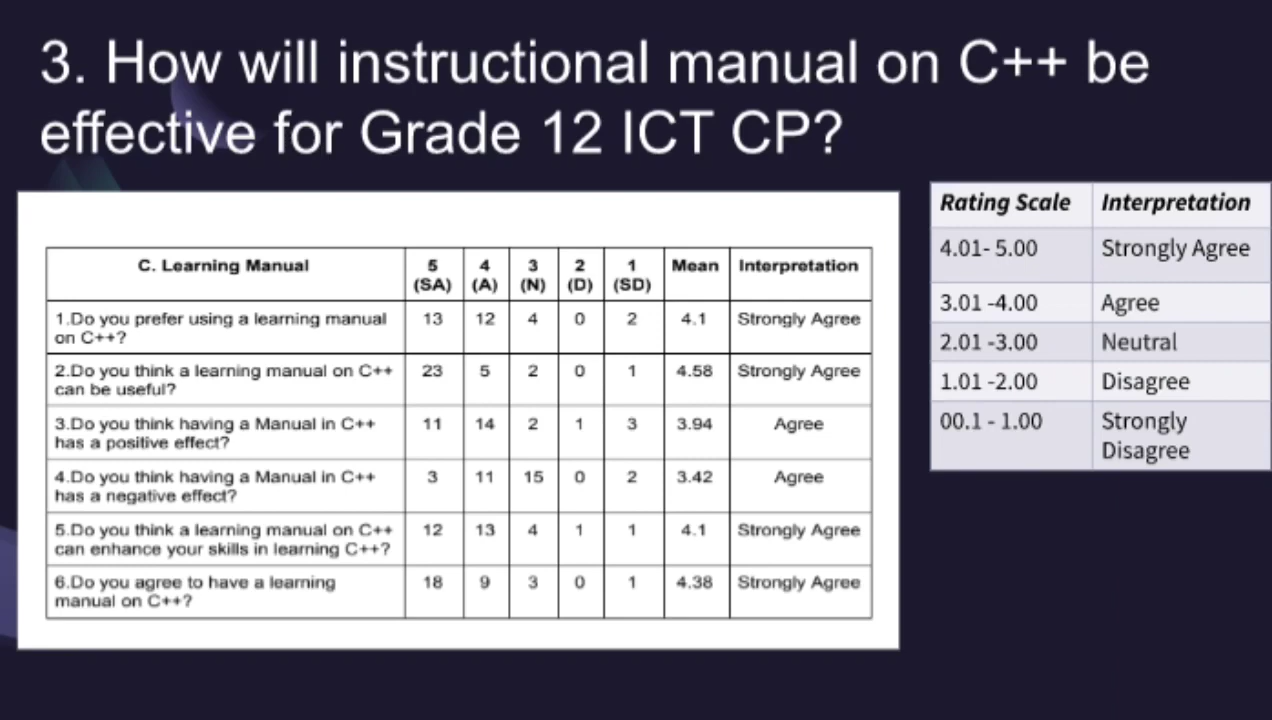 3. How will instructional manual on C++ be
effective for Grade 12 ICT CP?
C. Learning Manual 5 (SA) 4 (A) 3 (N) 2 (D) 1 (SD) Mean Interpretation
1.Do you prefer using a learning manual on C++? 13 12 4 0 2 4.1 Strongly Agree
2.Do you think a learning manual on C++ can be useful? 23 5 2 0 1 4.58 Strongly Agree
3.Do you think having a Manual in C++ has a positive effect? 11 14 2 1 3 3.94 Agree
4.Do you think having a Manual in C++ has a negative effect? 3 11 15 0 2 3.42 Agree
5.Do you think a learning manual on C++ can enhance your skills in learning C++? 12 13 4 1 1 4.1 Strongly Agree
6.Do you agree to have a learning manual on C++? 18 9 3 0 1 4.38 Strongly Agree
Rating Scale Interpretation
4.01- 5.00 Strongly Agree
3.01 -4.00 Agree
2.01 -3.00 Neutral
1.01 -2.00 Disagree
00.1 - 1.00 Strongly Disagree